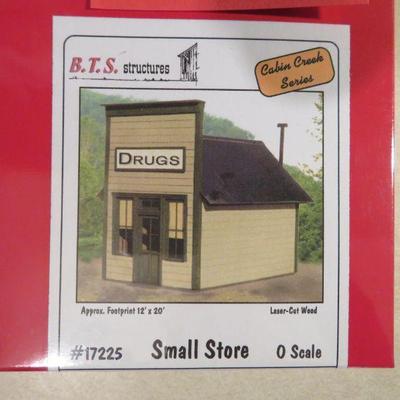 B.T.S. structures
Cabin Creek
Series
DRUGS
Approx. Footprint 12' x 20'
Laser-Cut Wood
#17225
Small Store
O Scale